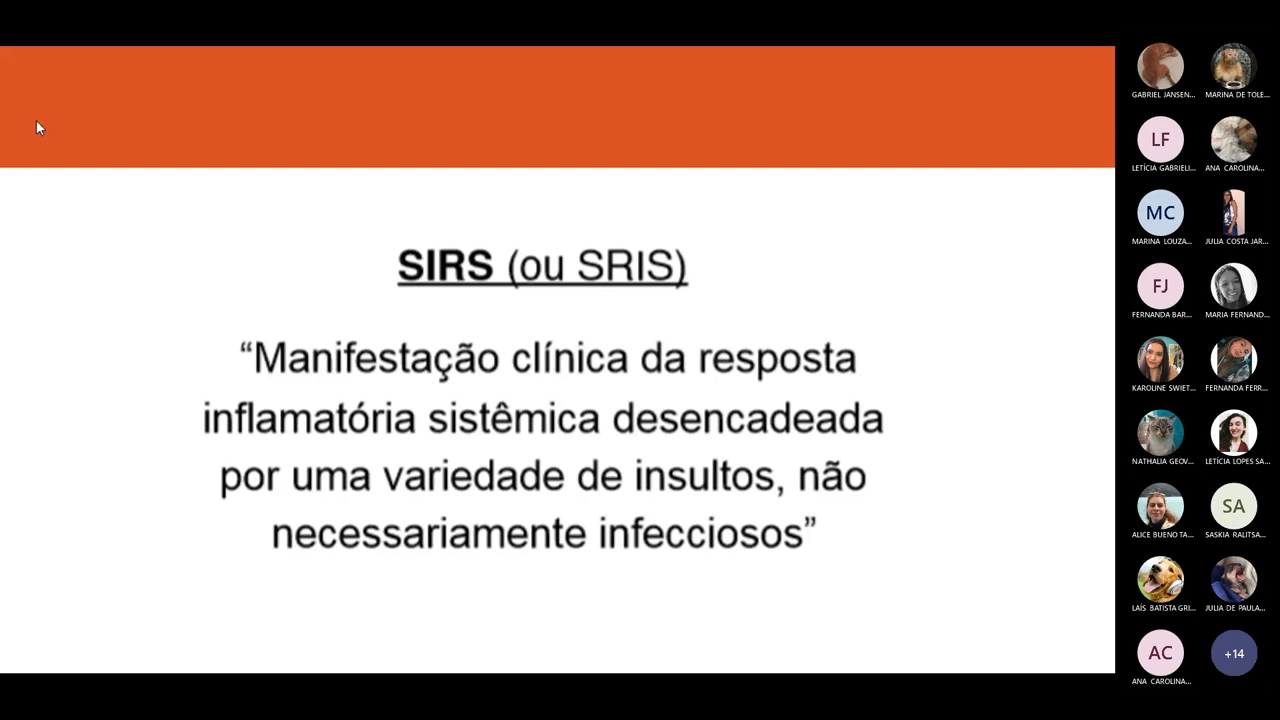 SIRS (ou SRIS)
“Manifestação clínica da resposta
inflamatória sistêmica desencadeada
por uma variedade de insultos, não
necessariamente infecciosos”
GABRIEL JANSEN...
MARINA DE TOLE...
LF
LETÍCIA GABRIELI...
ANA CAROLINA...
MC
MARINA LOUZA...
JULIA COSTA JAR...
FJ
FERNANDA BAR...
MARIA FERNAND...
KAROLINE SWIET...
FERNANDA FERR...
NATHALIA GEOV...
LETÍCIA LOPES SA...
ALICE BUENO TA...
SA
SASKIA RALITSA...
LAÍS BATISTA GRI...
JULIA DE PAULA...
AC
ANA CAROLINA...
+14